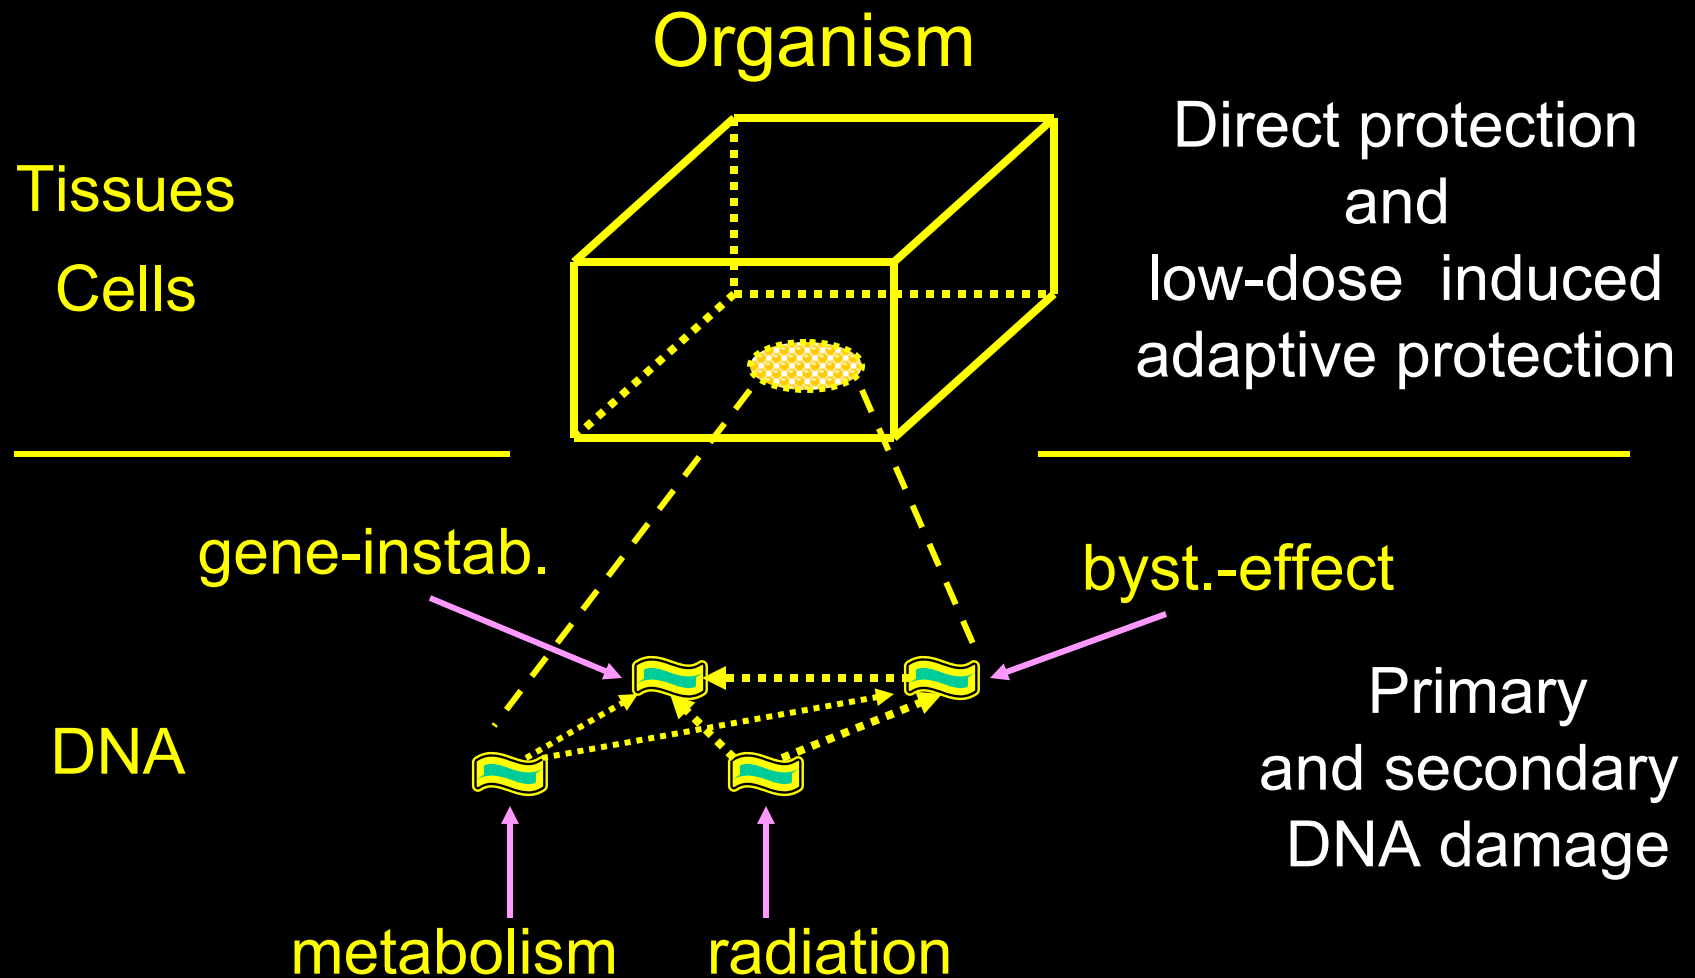 Organism
Tissues
Cells
Direct protection
and
low-dose  induced
adaptive protection
gene-instab.
byst.-effect
DNA
Primary
and secondary
DNA damage
metabolism
radiation